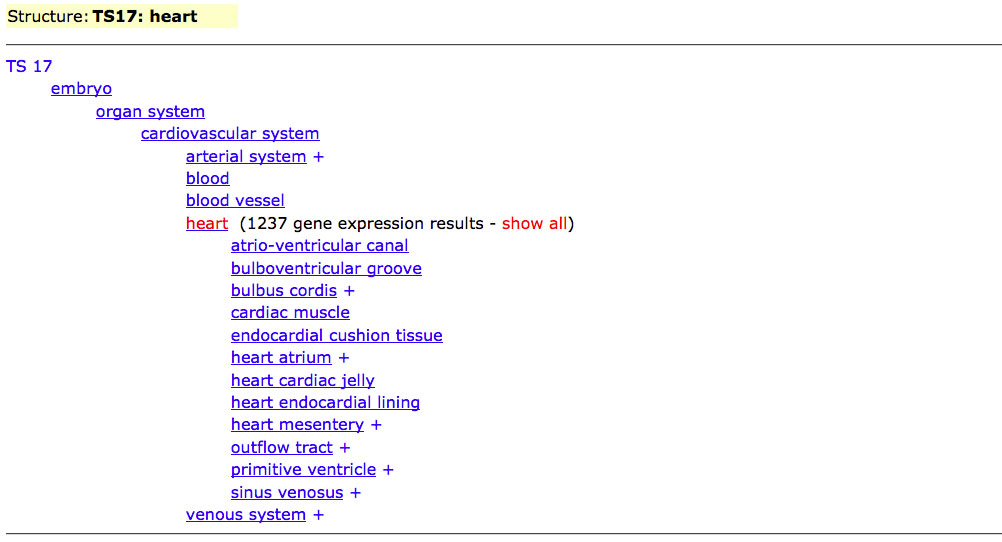 Structure: TS17: heart
TS 17
embryo
organ system
cardiovascular system
arterial system +
blood
blood vessel
heart (1237 gene expression results - show all)
atrio-ventricular canal
bulboventricular groove
bulbus cordis +
cardiac muscle
endocardial cushion tissue
heart atrium +
heart cardiac jelly
heart endocardial lining
heart mesentery +
outflow tract +
primitive ventricle +
sinus venosus +
venous system +